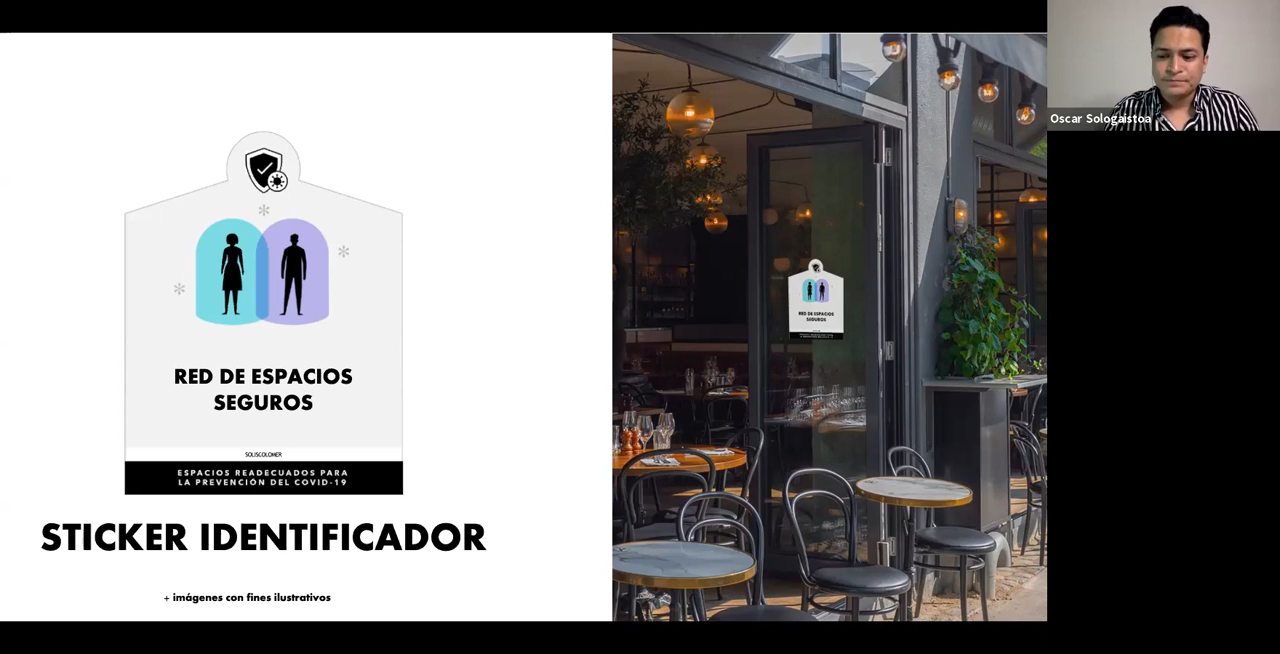 RED DE ESPACIOS
SEGUROS
SOLISCOLOMER
ESPACIOS READECUADOS PARA
LA PREVENCIÓN DEL COVID-19
STICKER IDENTIFICADOR
+ imágenes con fines ilustrativos
RED DE ESPACIOS
SEGUROS
Oscar Sologaistoa